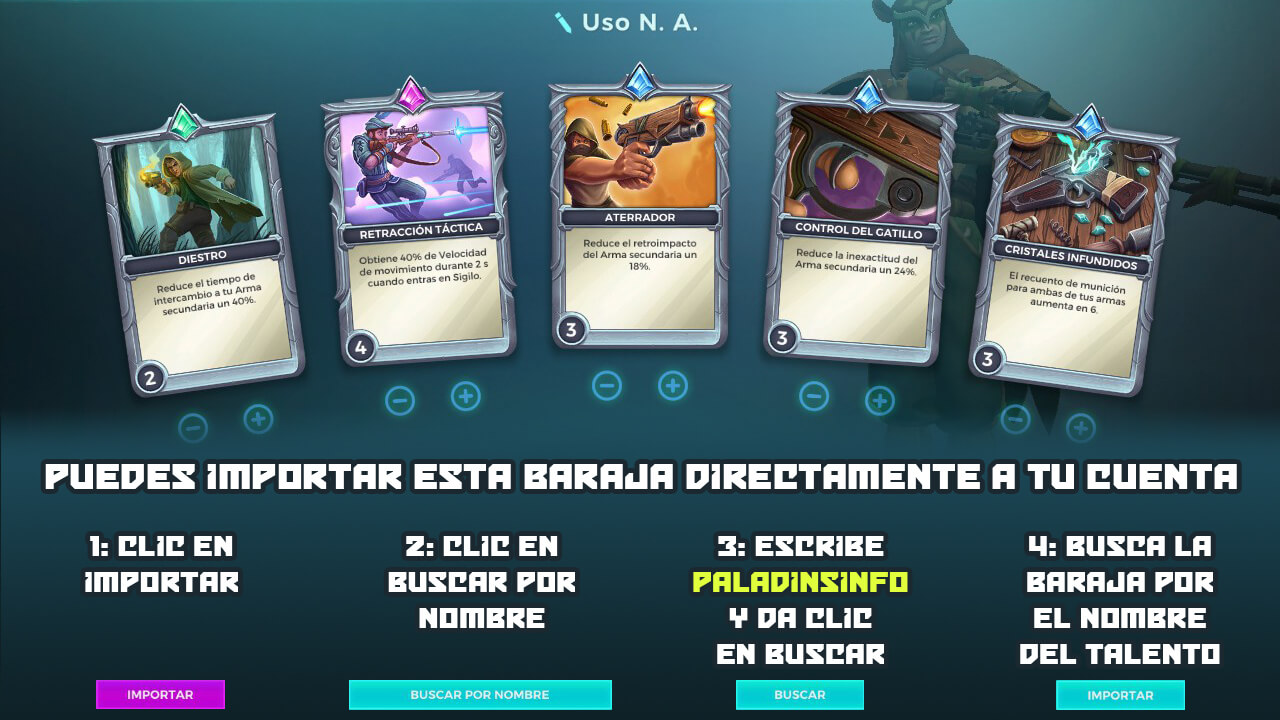 Uso N. A.
DIESTRO
Reduce el tiempo de
intercambio a tu Arma
secundaria un 40%.
2
RETRACCIÓN TÁCTICA
Obtiene 40% de Velocidad
de movimiento durante 2 s
cuando entras en Sigilo.
4
ATERRADOR
Reduce el retroimpacto
del Arma secundaria un
18%.
3
CONTROL DEL GATILLO
Reduce la inexactitud del
Arma secundaria un 24%.
3
CRISTALES INFUNDIDOS
El recuento de munición
para ambas de tus armas
aumenta en 6.
3
PUEDES IMPORTAR ESTA BARAJA DIRECTAMENTE A TU CUENTA
1: CLIC EN
IMPORTAR
IMPORTAR
2: CLIC EN
BUSCAR POR
NOMBRE
BUSCAR POR NOMBRE
3: ESCRIBE
PALADINSINFO
Y DA CLIC
EN BUSCAR
BUSCAR
4: BUSCA LA
BARAJA POR
EL NOMBRE
DEL TALENTO
IMPORTAR